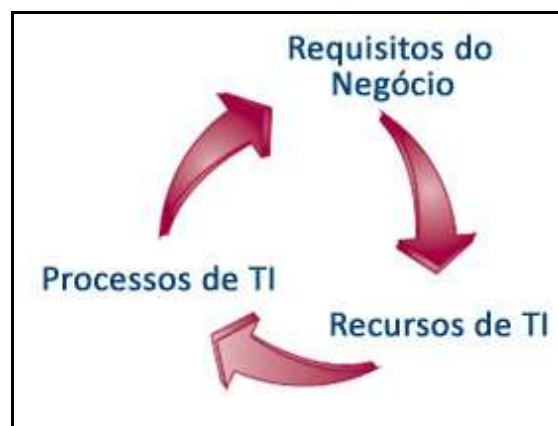 Requisitos do
Negócio
Processos de TI
Recursos de TI